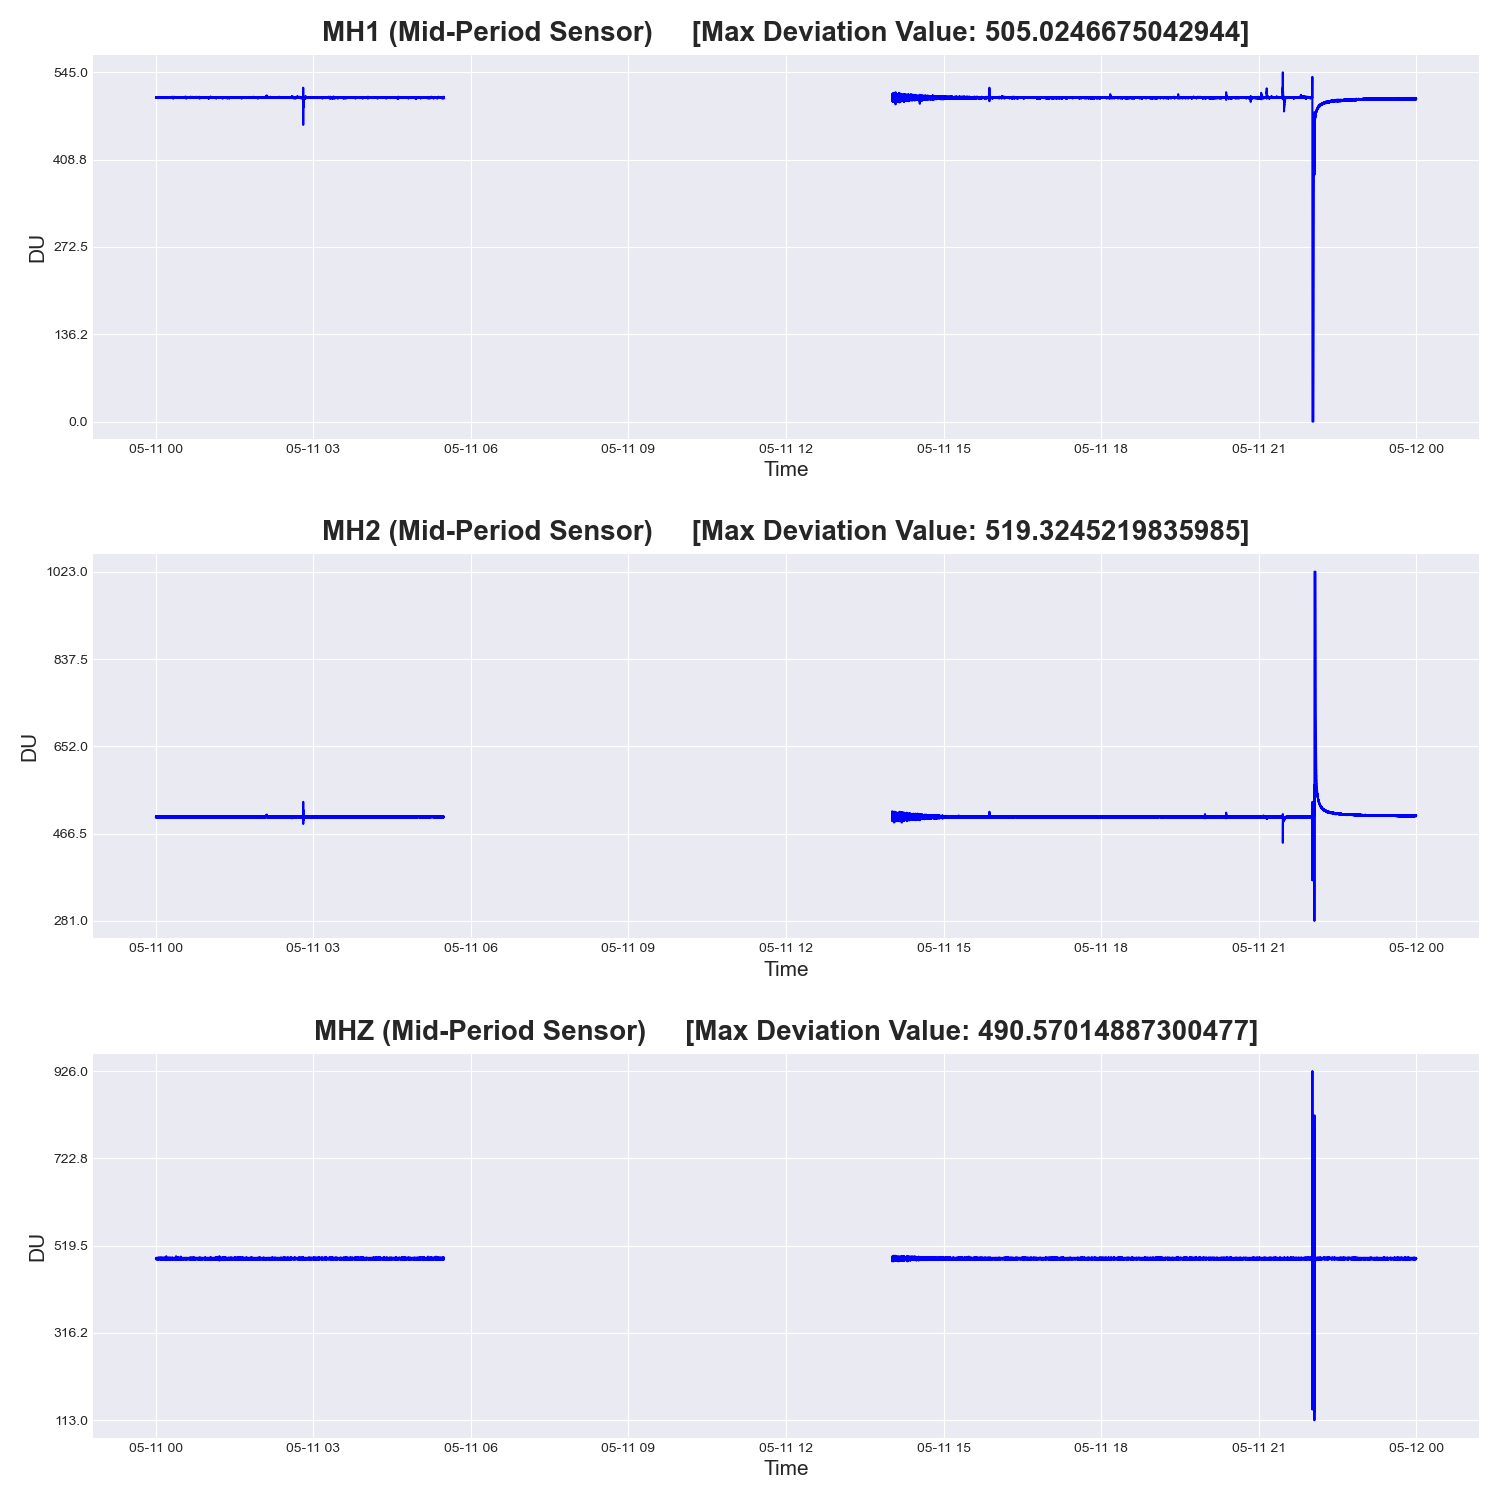 MH1 (Mid-Period Sensor) [Max Deviation Value: 505.0246675042944]
545.0
408.8
272.5
136.2
0.0
DU
05-11 00 05-11 03 05-11 06 05-11 09 05-11 12 05-11 15 05-11 18 05-11 21 05-12 00
Time
MH2 (Mid-Period Sensor) [Max Deviation Value: 519.3245219835985]
1023.0
837.5
652.0
466.5
281.0
DU
05-11 00 05-11 03 05-11 06 05-11 09 05-11 12 05-11 15 05-11 18 05-11 21 05-12 00
Time
MHZ (Mid-Period Sensor) [Max Deviation Value: 490.57014887300477]
926.0
722.8
519.5
316.2
113.0
DU
05-11 00 05-11 03 05-11 06 05-11 09 05-11 12 05-11 15 05-11 18 05-11 21 05-12 00
Time